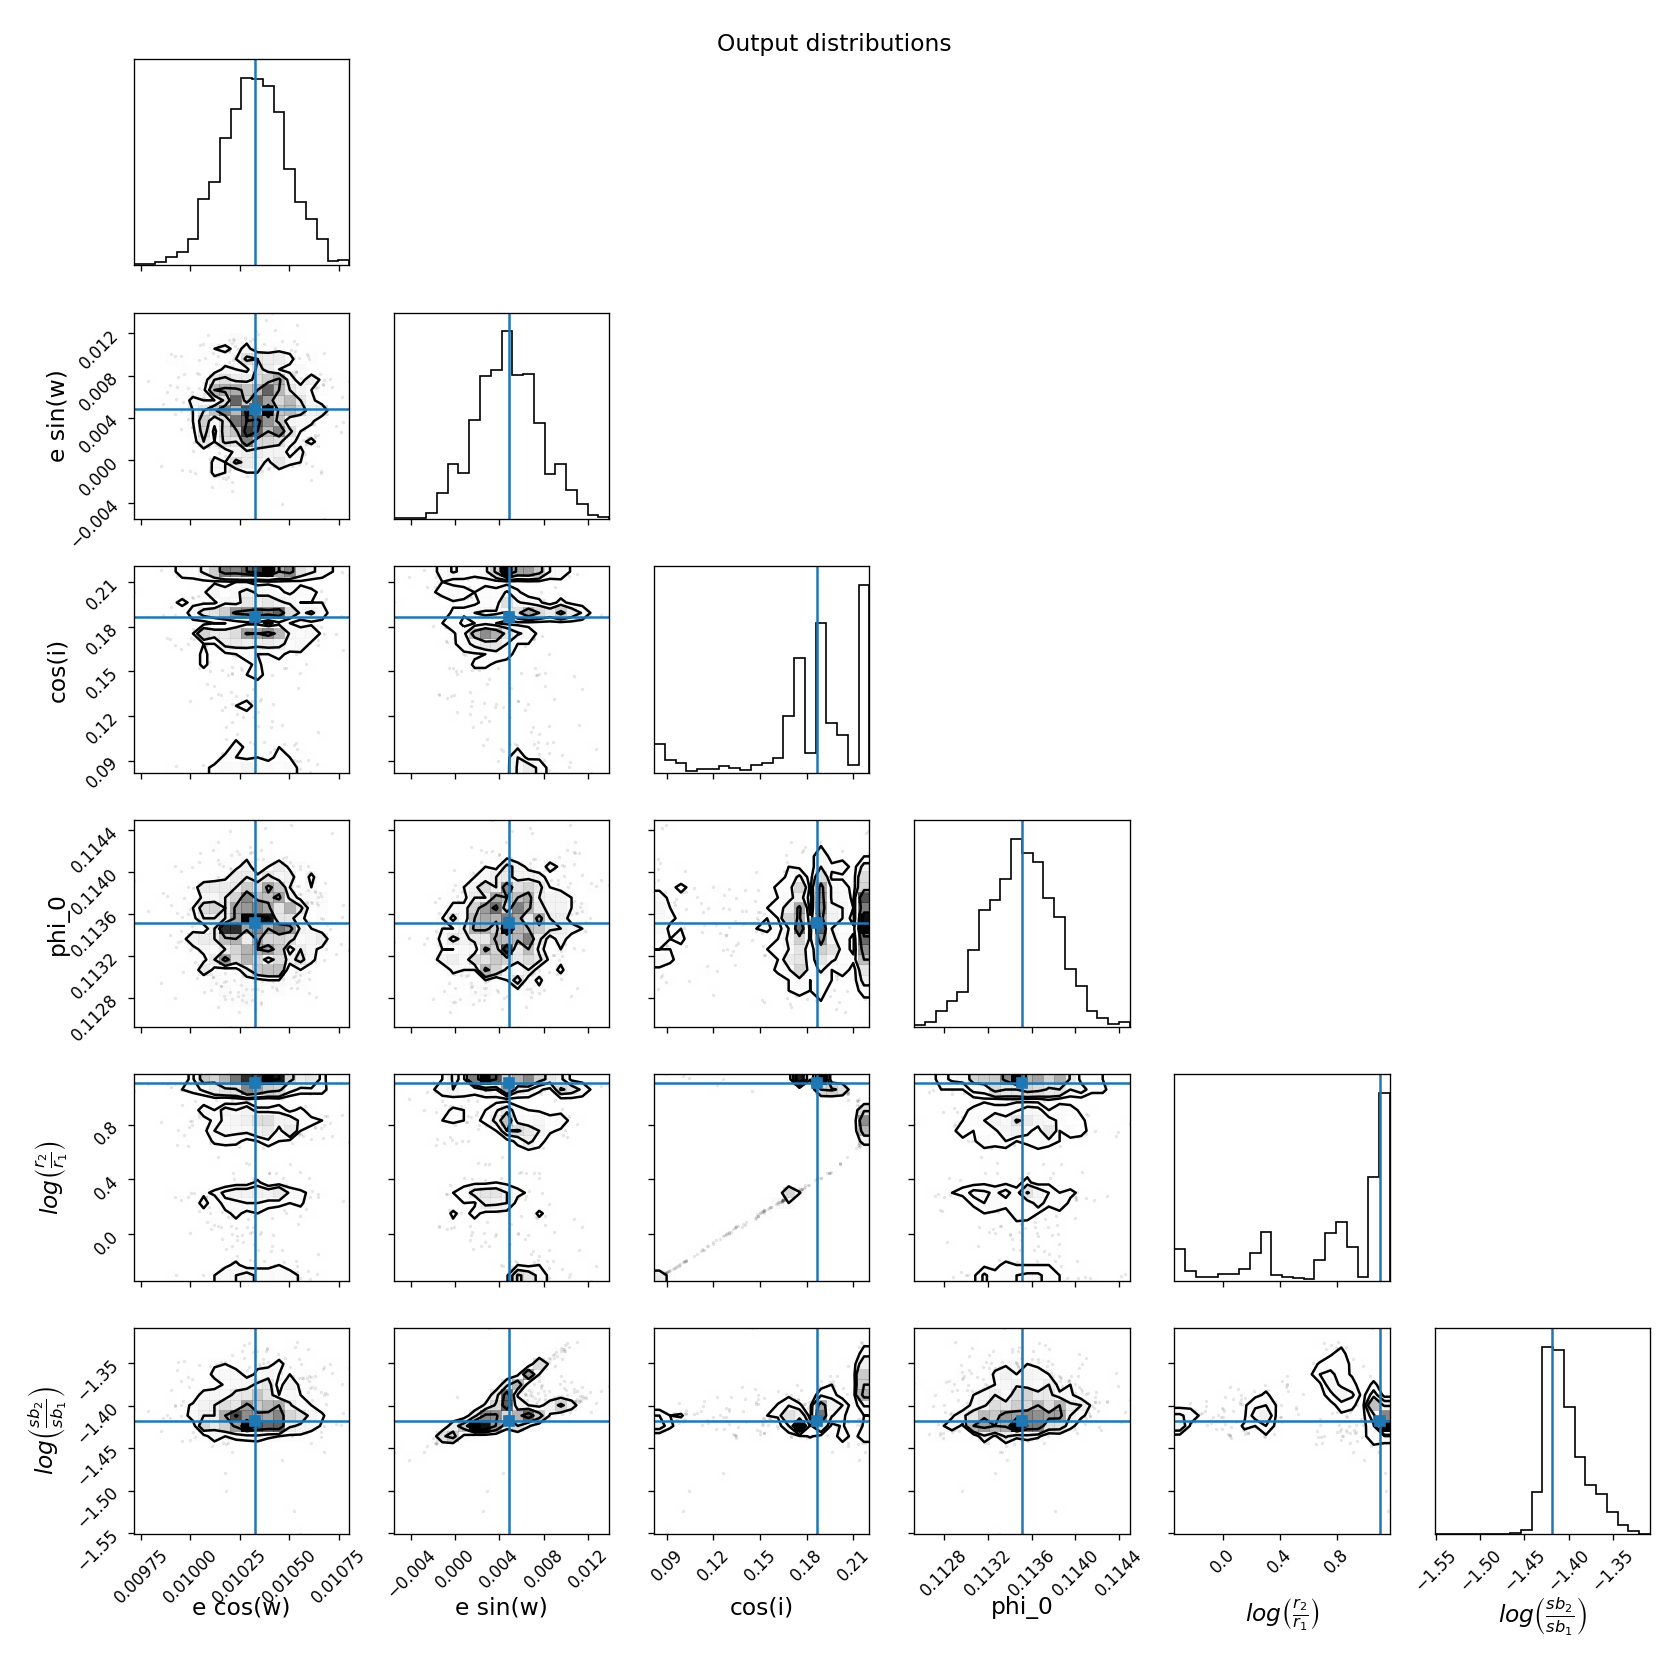 Output distributions
e sin(w)
0.012
0.008
0.004
0.000
−0.004
cos(i)
0.21
0.18
0.15
0.12
0.09
phi_0
0.1144
0.1140
0.1136
0.1132
0.1128
log(r₂/r₁)
0.8
0.4
0.0
log(sb₂/sb₁)
−1.35
−1.40
−1.45
−1.50
−1.55
0.00975 0.01000 0.01025 0.01050 0.01075
−0.004 0.000 0.004 0.008 0.012
0.09 0.12 0.15 0.18 0.21
0.1128 0.1132 0.1136 0.1140 0.1144
0.0 0.4 0.8
−1.55 −1.50 −1.45 −1.40 −1.35
e cos(w) e sin(w) cos(i) phi_0 log(r₂/r₁) log(sb₂/sb₁)